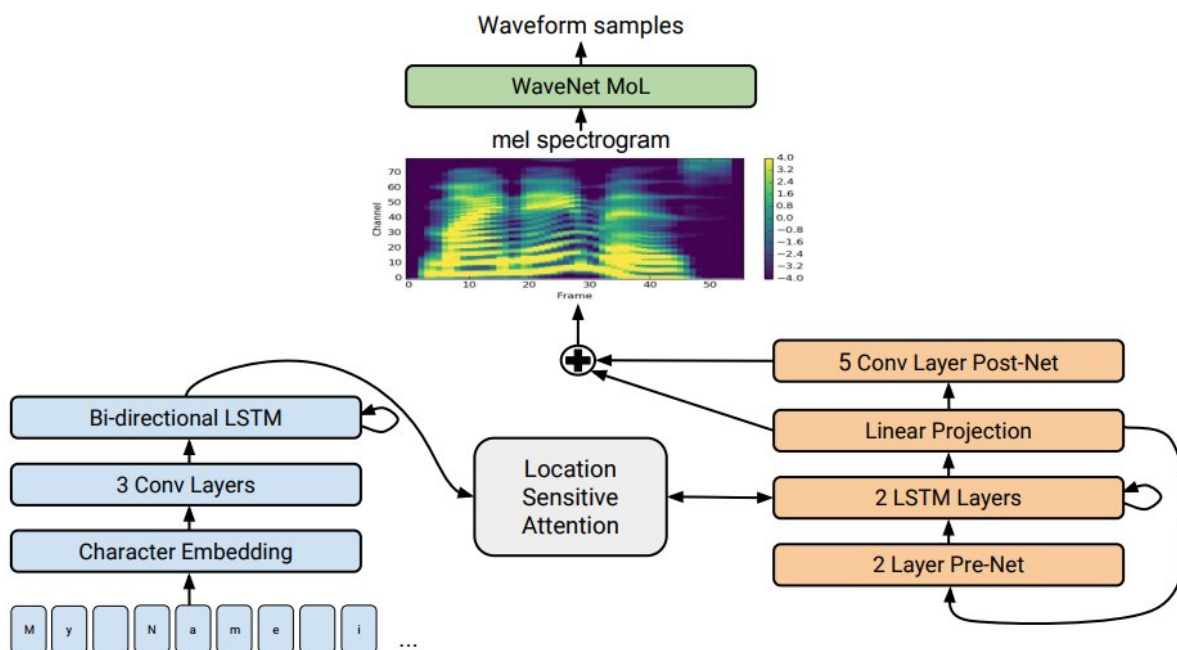 Waveform samples
WaveNet MoL
mel spectrogram
70
60
50
40
30
20
10
0
Channel
0 10 20 30 40 50
Frame
4.0
3.2
2.4
1.6
0.8
0.0
−0.8
−1.6
−2.4
−3.2
−4.0
Bi-directional LSTM
3 Conv Layers
Character Embedding
M y N a m e i ...
Location
Sensitive
Attention
5 Conv Layer Post-Net
Linear Projection
2 LSTM Layers
2 Layer Pre-Net